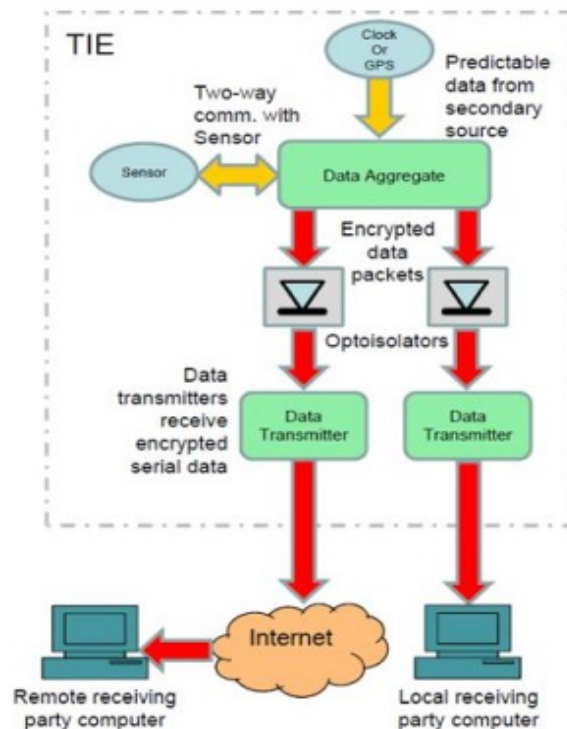 TIE
Clock
Or
GPS
Predictable
data from
secondary
source
Two-way
comm. with
Sensor
Sensor
Data Aggregate
Encrypted
data
packets
Optoisolators
Data
transmitters
receive
encrypted
serial data
Data
Transmitter
Data
Transmitter
Internet
Remote receiving
party computer
Local receiving
party computer